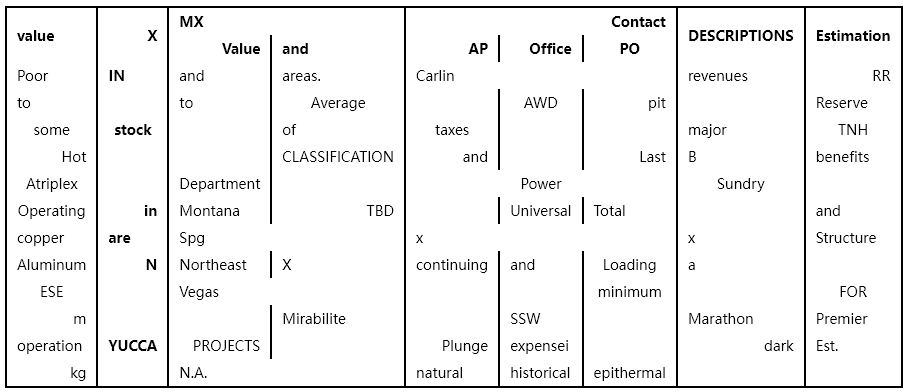 value X MX Contact DESCRIPTIONS Estimation
Value and AP Office PO
Poor IN and areas. Carlin revenues RR
to to Average AWD pit Reserve
some stock of taxes major TNH
Hot CLASSIFICATION and Last B benefits
Atriplex Department Power Sundry
Operating in Montana TBD Universal Total and
copper are Spg x x Structure
Aluminum N Northeast X continuing and Loading a
ESE Vegas minimum FOR
m Mirabilite SSW Marathon Premier
operation YUCCA PROJECTS Plunge expensei dark Est.
kg N.A. natural historical epithermal